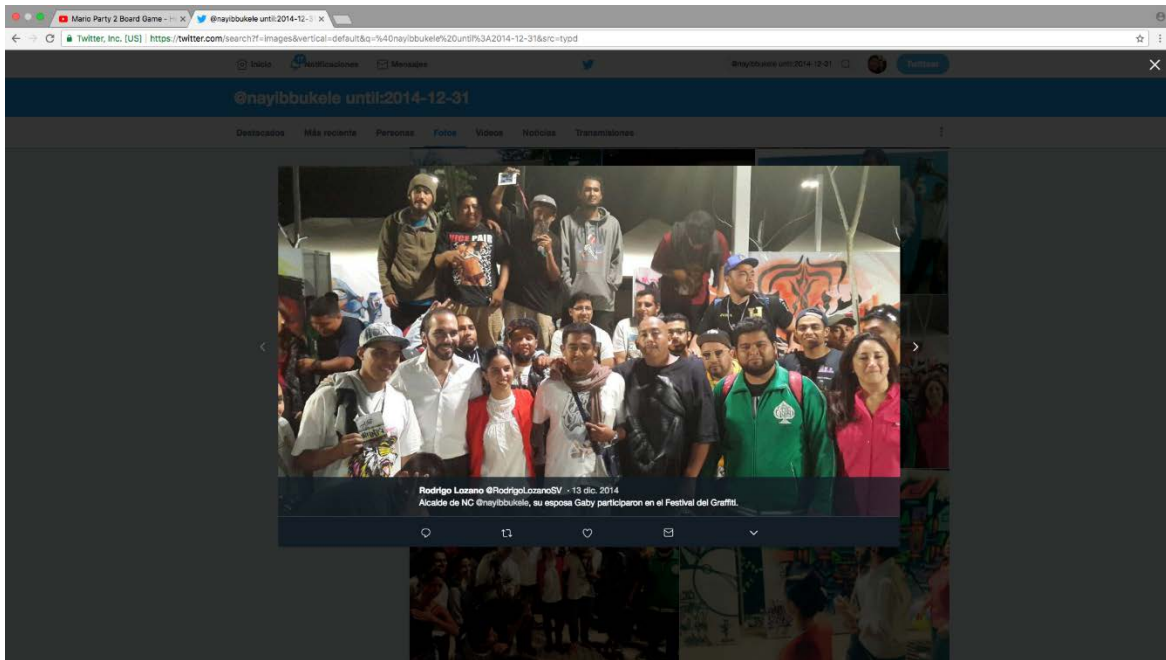 Mario Party 2 Board Game - H
@nayibbukele until:2014-12-3
Twitter, Inc. [US] | https://twitter.com/search?f=images&vertical=default&q=%40nayibbukele%20until%3A2014-12-31&src=typd
Inicio Notificaciones Mensajes @nayibbukele until:2014-12-31 Twittear
@nayibbukele until:2014-12-31
Destacados Más reciente Personas Fotos Videos Noticias Transmisiones
Rodrigo Lozano @RodrigoLozanoSV · 13 dic. 2014
Alcalde de NC @nayibbukele, su esposa Gaby participaron en el Festival del Graffiti.